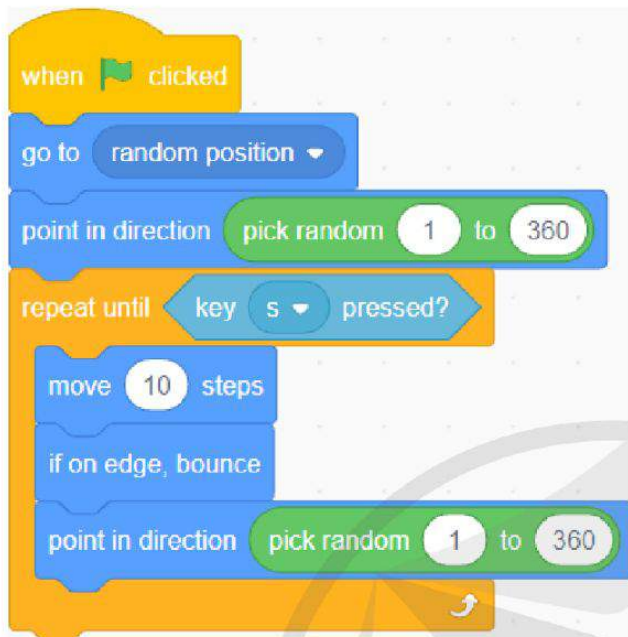 when clicked
go to random position
point in direction pick random 1 to 360
repeat until key s pressed?
move 10 steps
if on edge, bounce
point in direction pick random 1 to 360